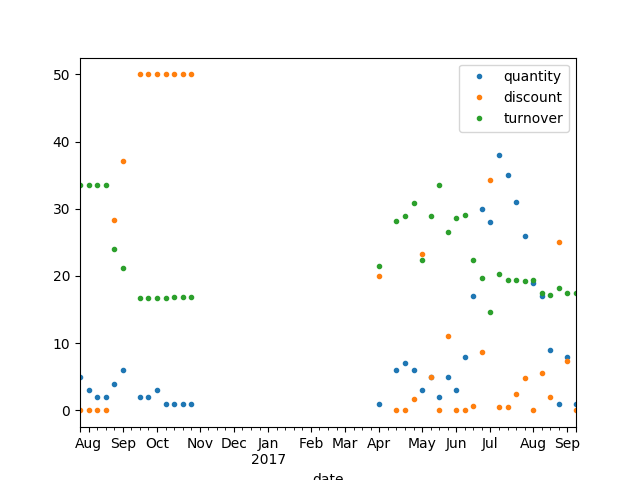 50
40
30
20
10
0
quantity
discount
turnover
Aug Sep Oct Nov Dec Jan Feb Mar Apr May Jun Jul Aug Sep
2017
date